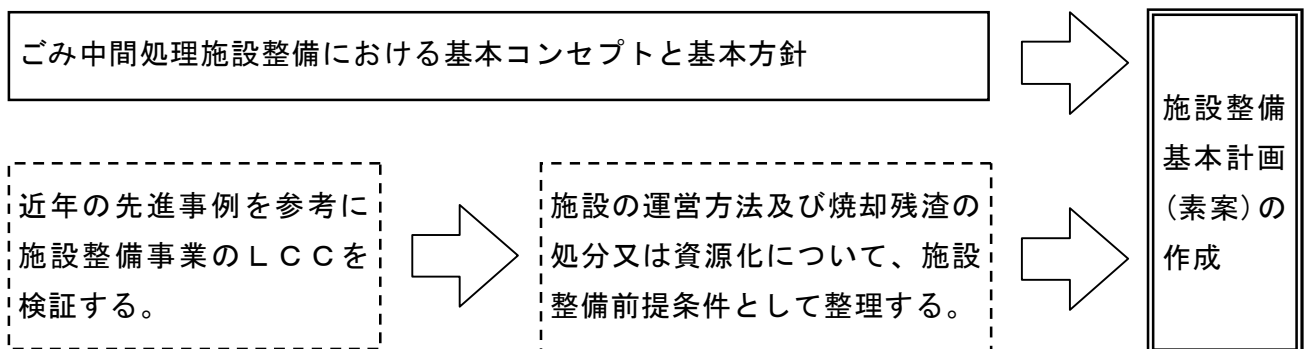 ごみ中間処理施設整備における基本コンセプトと基本方針
近年の先進事例を参考に
施設整備事業のＬＣＣを
検証する。
施設の運営方法及び焼却残渣の
処分又は資源化について、施設
整備前提条件として整理する。
施設整備
基本計画
(素案)の
作成